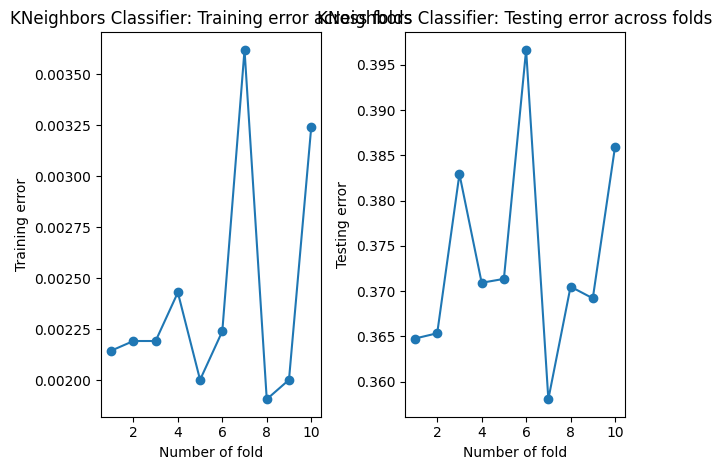 KNeighbors Classifier: Training error across folds
KNeighbors Classifier: Testing error across folds
Training error
0.00350
0.00325
0.00300
0.00275
0.00250
0.00225
0.00200
2 4 6 8 10
Number of fold
Testing error
0.395
0.390
0.385
0.380
0.375
0.370
0.365
0.360
2 4 6 8 10
Number of fold